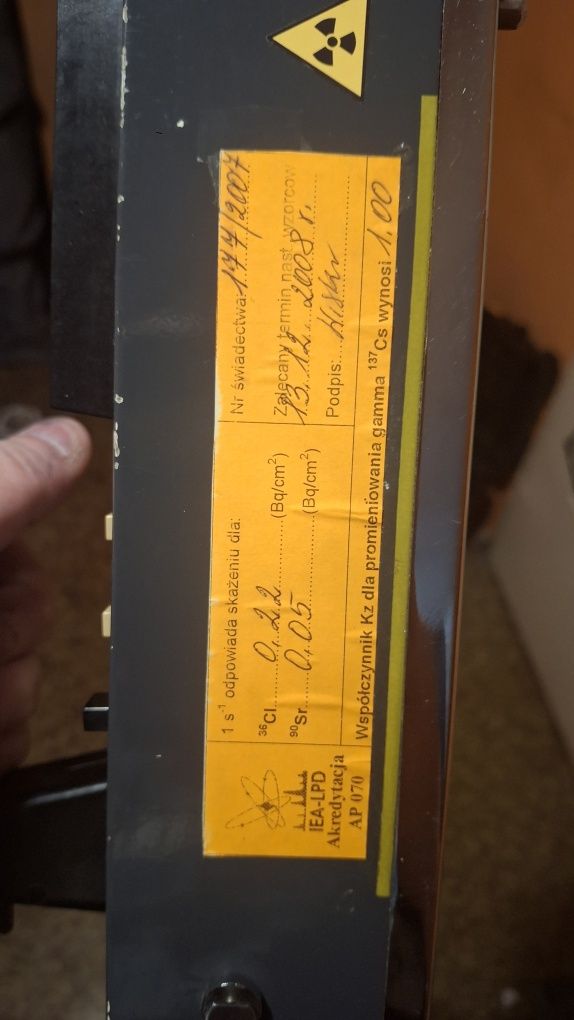 IEA-LPD
Akredytacja
AP 070
1 s⁻¹ odpowiada skażeniu dla:
³⁶Cl..........0,22..........(Bq/cm²)
⁹⁰Sr..........0,05..........(Bq/cm²)
Nr świadectwa: 177/2007
Zalecany termin nast. wzorcow
13.12.2008 r.
Podpis:
Współczynnik Kz dla promieniowania gamma ¹³⁷Cs wynosi 1,00